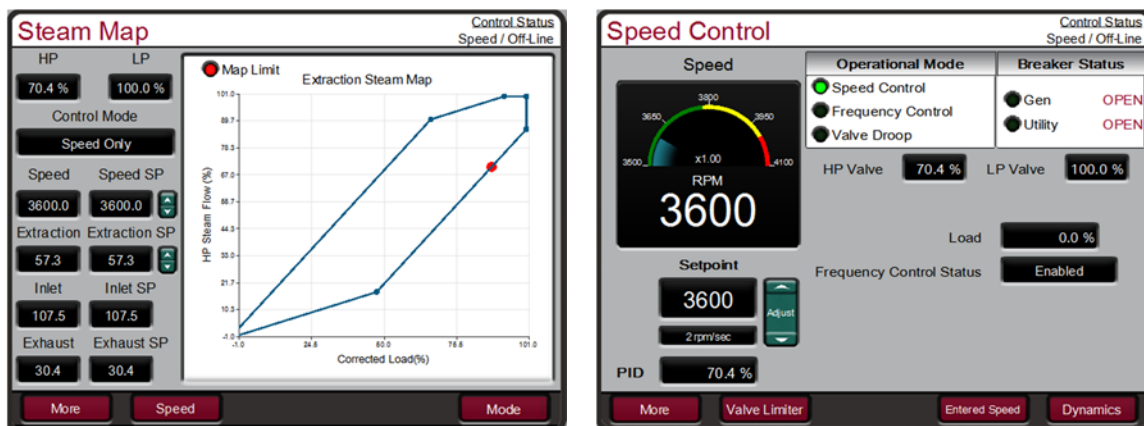 Steam Map
Control Status
Speed / Off-Line
HP
LP
70.4 %
100.0 %
Control Mode
Speed Only
Speed
Speed SP
3600.0
3600.0
Extraction
Extraction SP
57.3
57.3
Inlet
Inlet SP
107.5
107.5
Exhaust
Exhaust SP
30.4
30.4
Map Limit
Extraction Steam Map
HP Steam Flow (%)
101.0
89.7
78.3
67.0
44.3
33.0
21.7
10.3
-1.0
-1.0
24.6
76.6
101.0
Corrected Load(%)
More
Speed
Mode
Speed Control
Control Status
Speed / Off-Line
Speed
3500
3650
3800
3950
4100
x1.00
RPM
3600
Setpoint
3600
Adjust
2 rpm/sec
PID
70.4 %
Operational Mode
Speed Control
Frequency Control
Valve Droop
Breaker Status
Gen
OPEN
Utility
OPEN
HP Valve
70.4 %
LP Valve
100.0 %
Load
0.0 %
Frequency Control Status
Enabled
More
Valve Limiter
Entered Speed
Dynamics